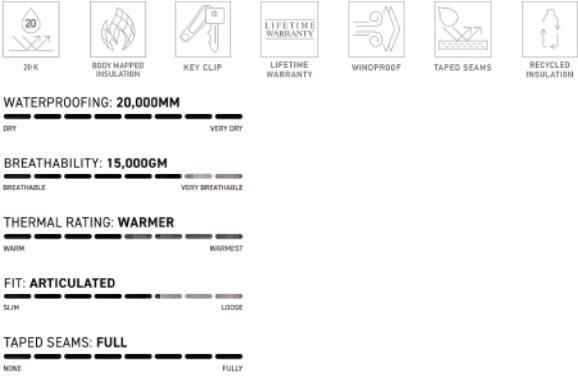 20
LIFETIME
WARRANTY
20 K
BODY MAPPED
INSULATION
KEY CLIP
LIFETIME
WARRANTY
WINDPROOF
TAPED SEAMS
RECYCLED
INSULATION
WATERPROOFING: 20,000MM
DRY VERY DRY
BREATHABILITY: 15,000GM
BREATHABLE VERY BREATHABLE
THERMAL RATING: WARMER
WARM WARMEST
FIT: ARTICULATED
SLIM LOOSE
TAPED SEAMS: FULL
NONE FULLY